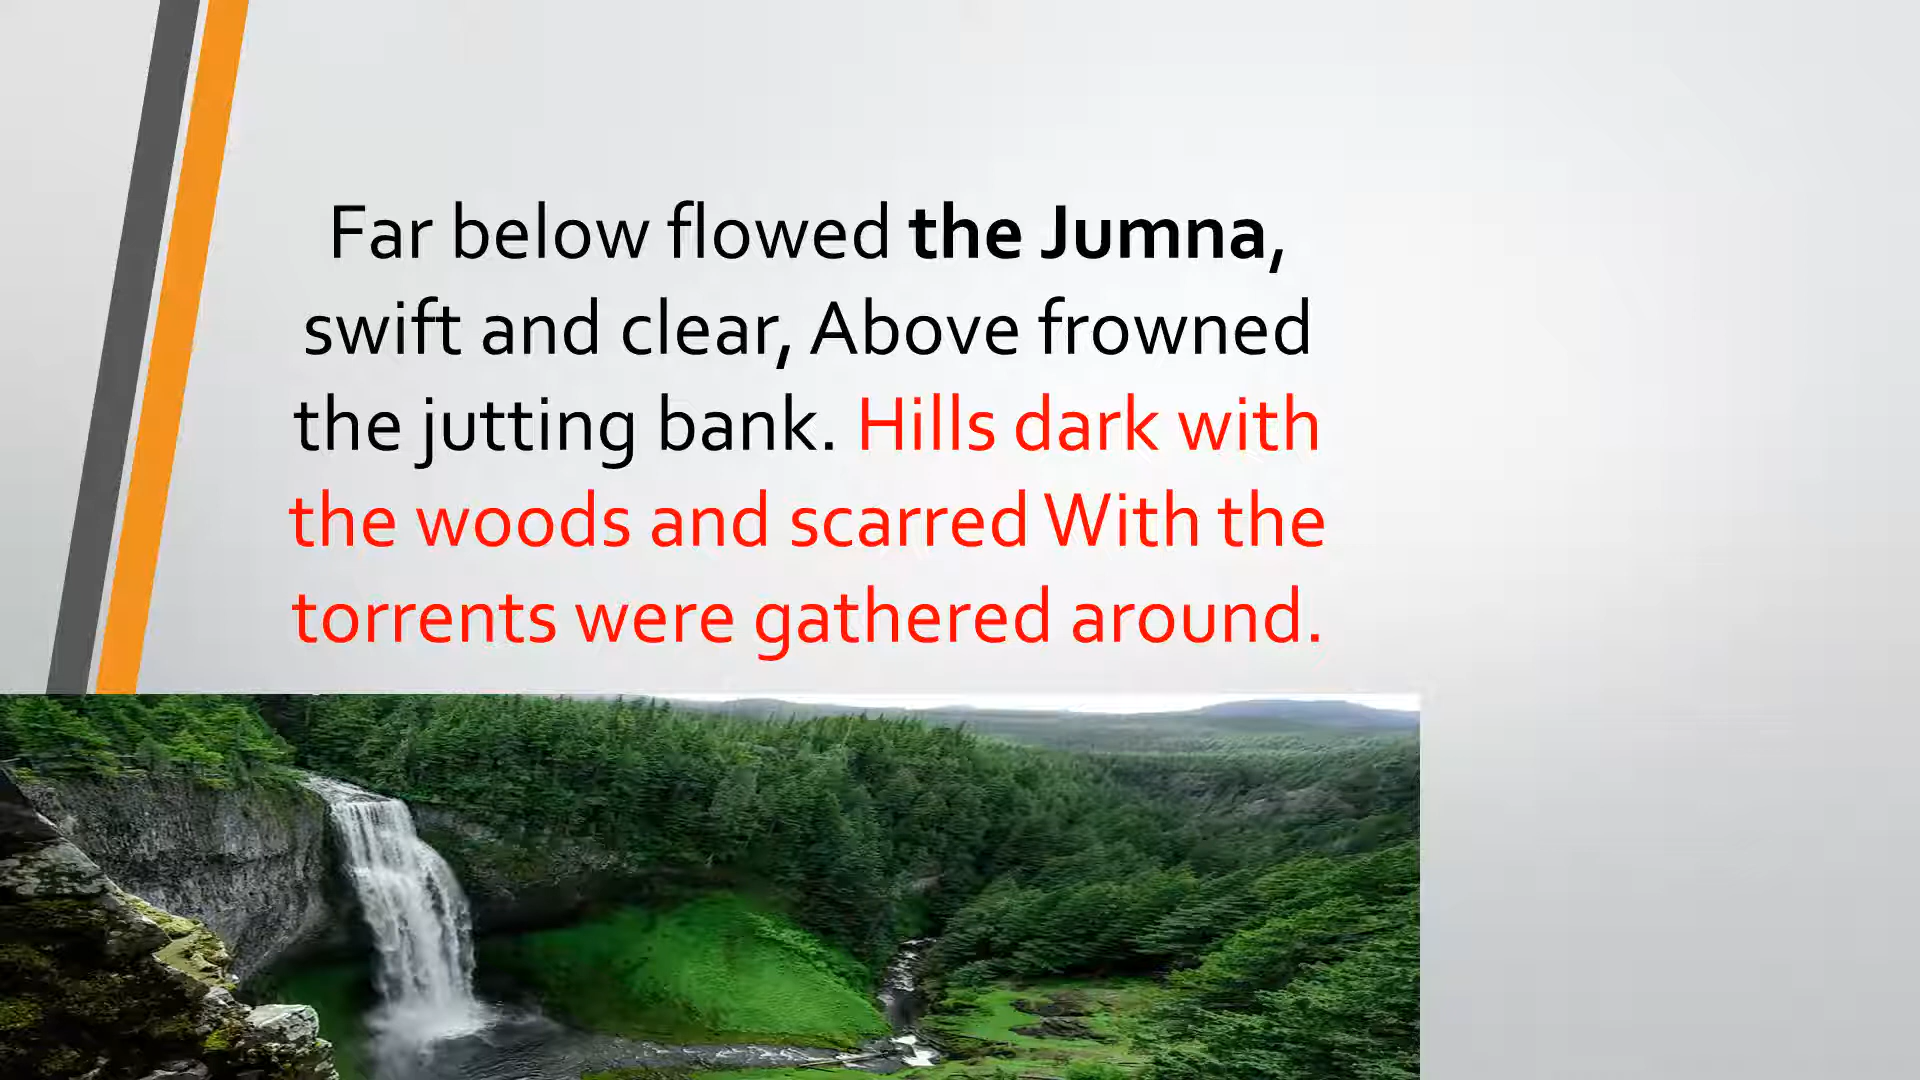 Far below flowed the Jumna,
swift and clear, Above frowned
the jutting bank. Hills dark with
the woods and scarred With the
torrents were gathered around.